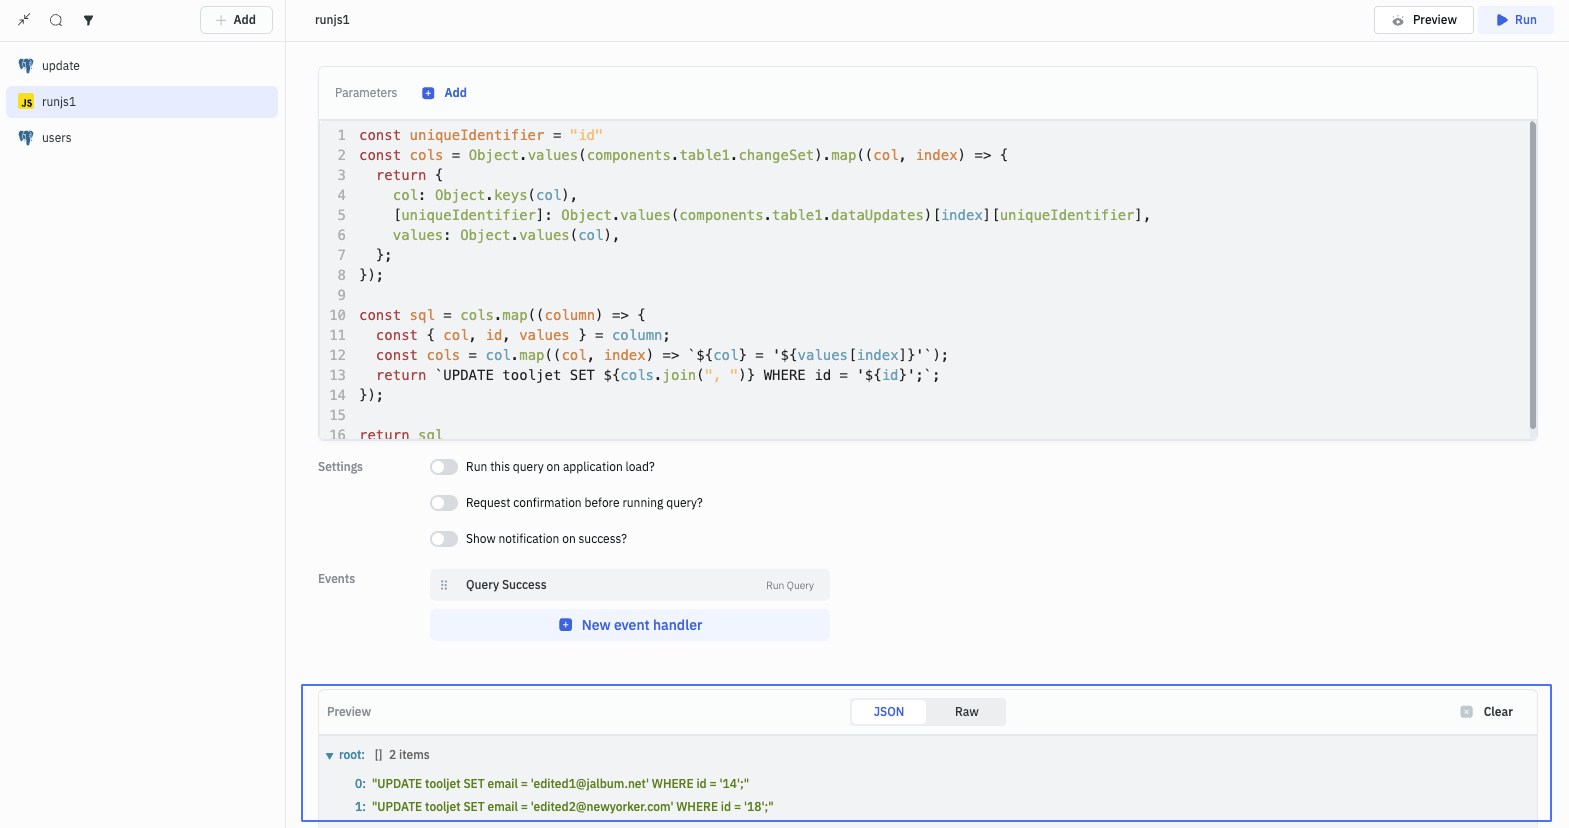 Add
runjs1
Preview
Run
update
JS runjs1
users
Parameters
Add
1 const uniqueIdentifier = "id"
2 const cols = Object.values(components.table1.changeSet).map((col, index) => {
3 return {
4 col: Object.keys(col),
5 [uniqueIdentifier]: Object.values(components.table1.dataUpdates)[index][uniqueIdentifier],
6 values: Object.values(col),
7 };
8 });
9
10 const sql = cols.map((column) => {
11 const { col, id, values } = column;
12 const cols = col.map((col, index) => `${col} = '${values[index]}'`);
13 return `UPDATE tooljet SET ${cols.join(", ")} WHERE id = '${id}';`;
14 });
15
16 return sql
Settings
Run this query on application load?
Request confirmation before running query?
Show notification on success?
Events
Query Success
Run Query
New event handler
Preview
JSON
Raw
Clear
root: [] 2 items
0: "UPDATE tooljet SET email = 'edited1@jalbum.net' WHERE id = '14';"
1: "UPDATE tooljet SET email = 'edited2@newyorker.com' WHERE id = '18';"